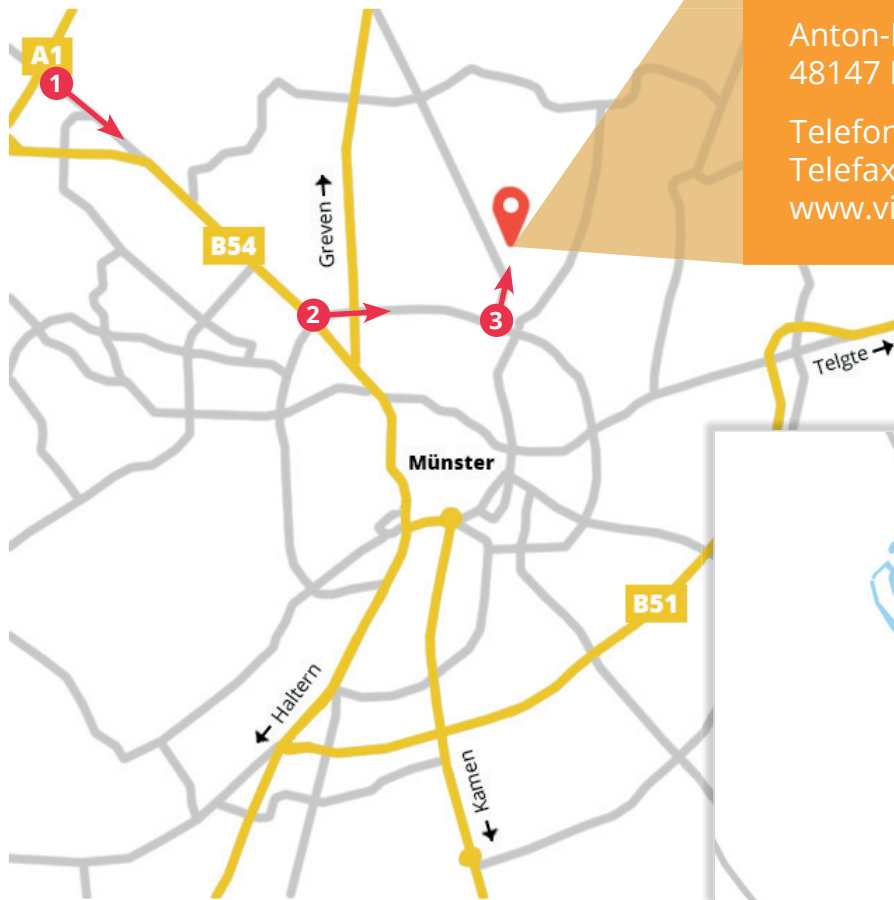 A1
1
Anton-
48147
Telefon
Telefax
www.vi
Greven
B54
2
3
Telgte
Münster
B51
Haltern
Kamen